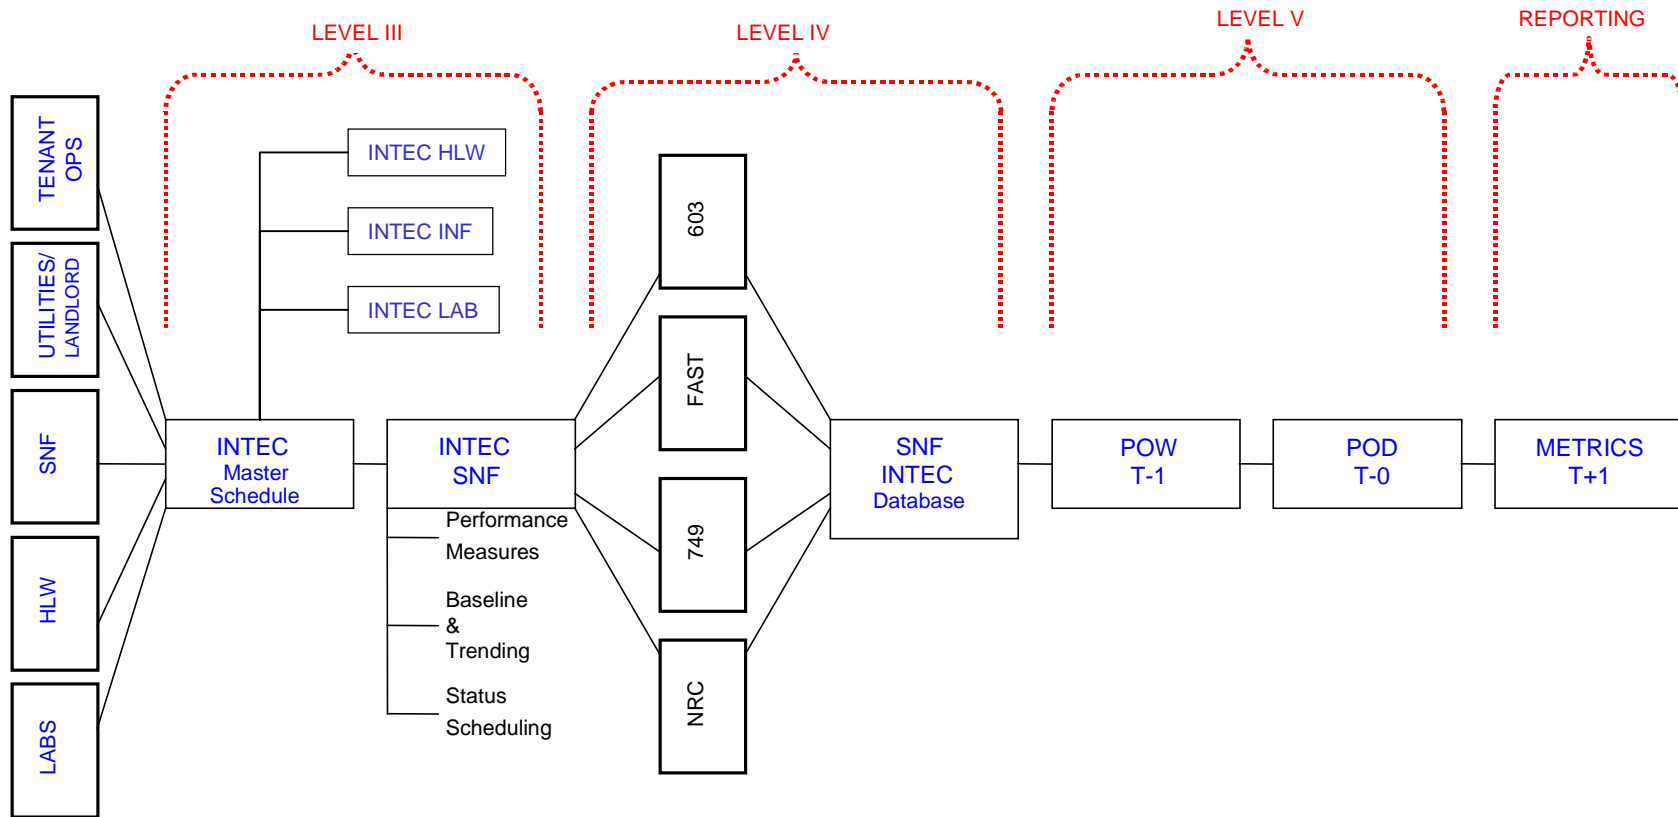 LEVEL III
LEVEL IV
LEVEL V
REPORTING
TENANT
OPS
UTILITIES/
LANDLORD
SNF
HLW
LABS
INTEC HLW
INTEC INF
INTEC LAB
INTEC
Master
Schedule
INTEC
SNF
Performance
Measures
Baseline
&
Trending
Status
Scheduling
603
FAST
749
NRC
SNF
INTEC
Database
POW
T-1
POD
T-0
METRICS
T+1